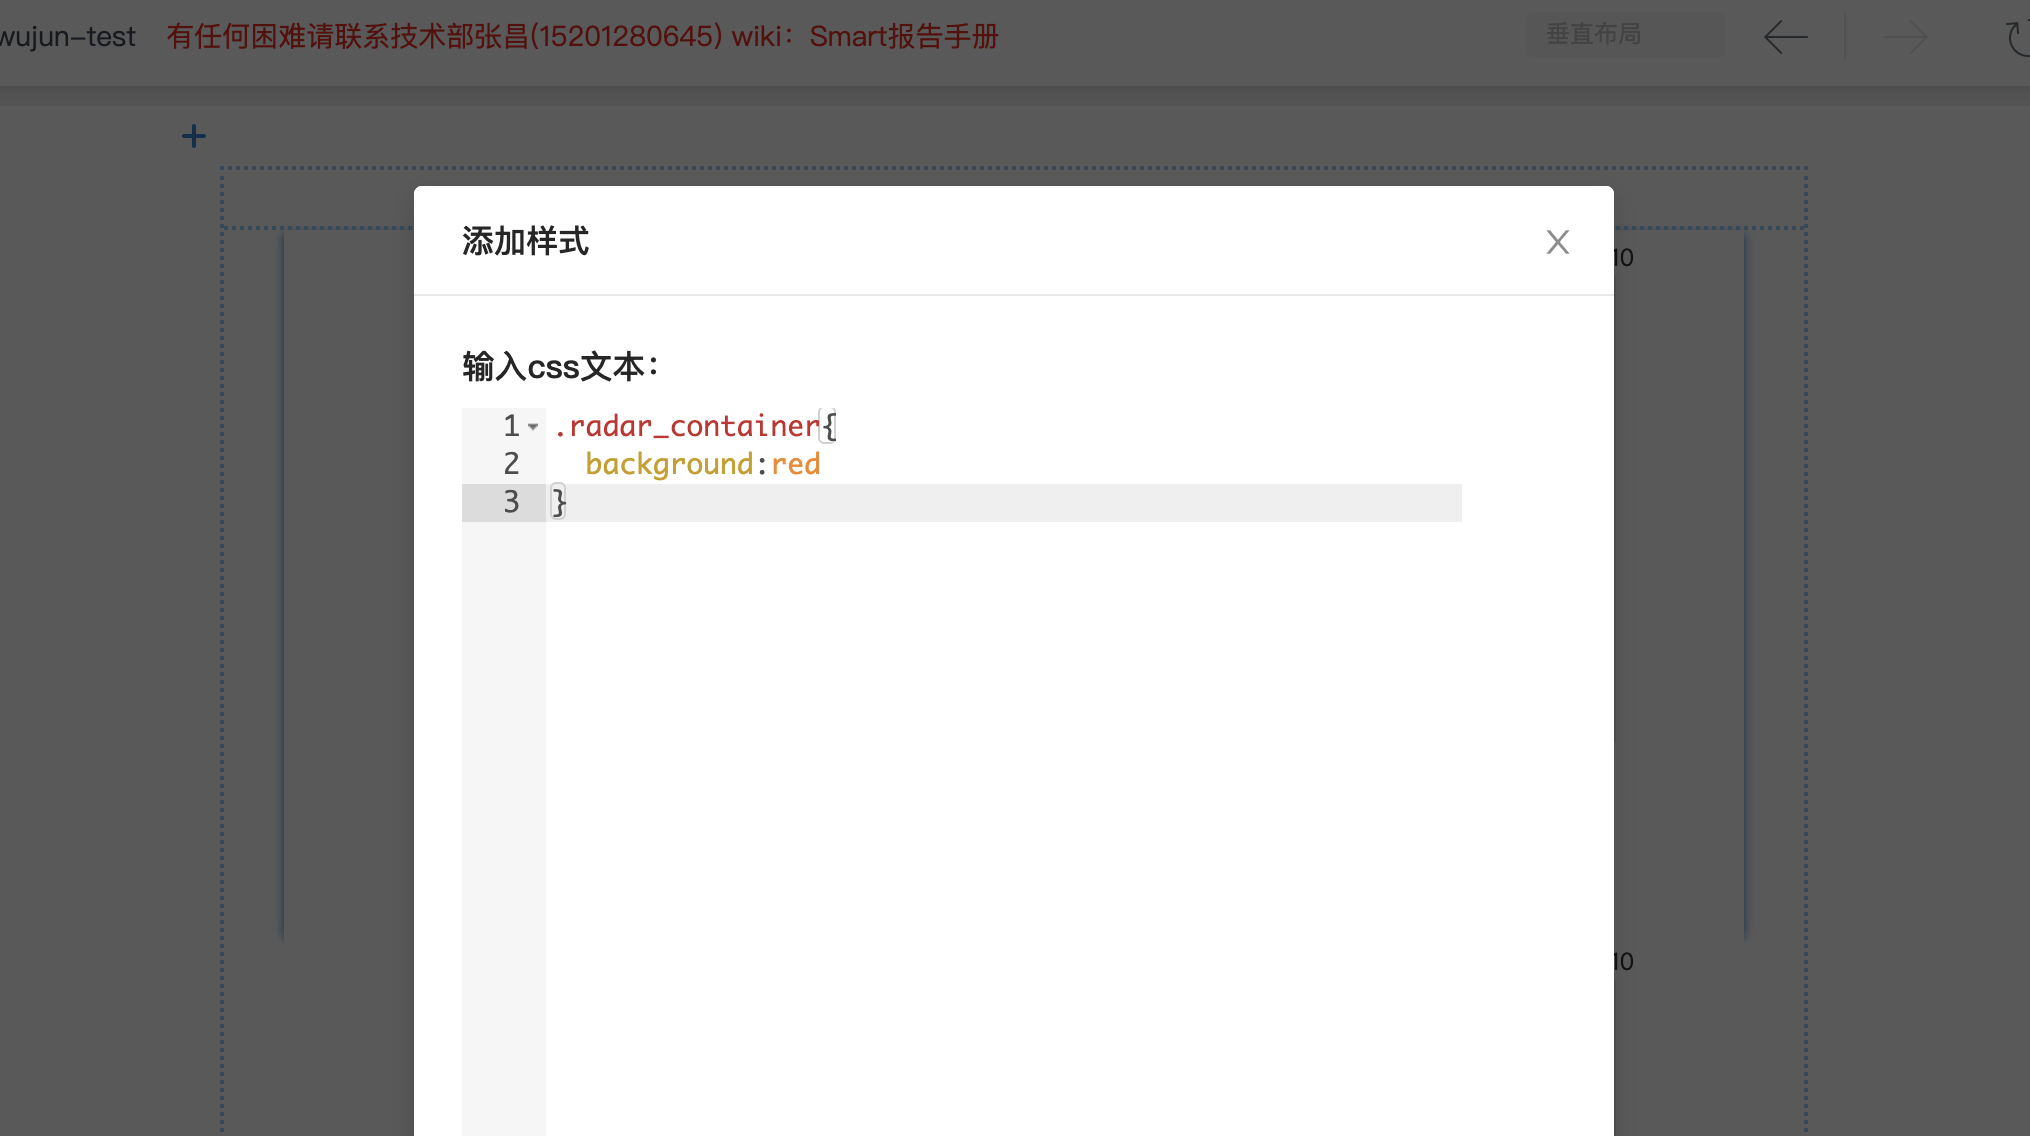 wujun-test 有任何困难请联系技术部张昌(15201280645) wiki：Smart报告手册
垂直布局
添加样式
10
输入css文本：
1 .radar_container{
2 background:red
3 }
10